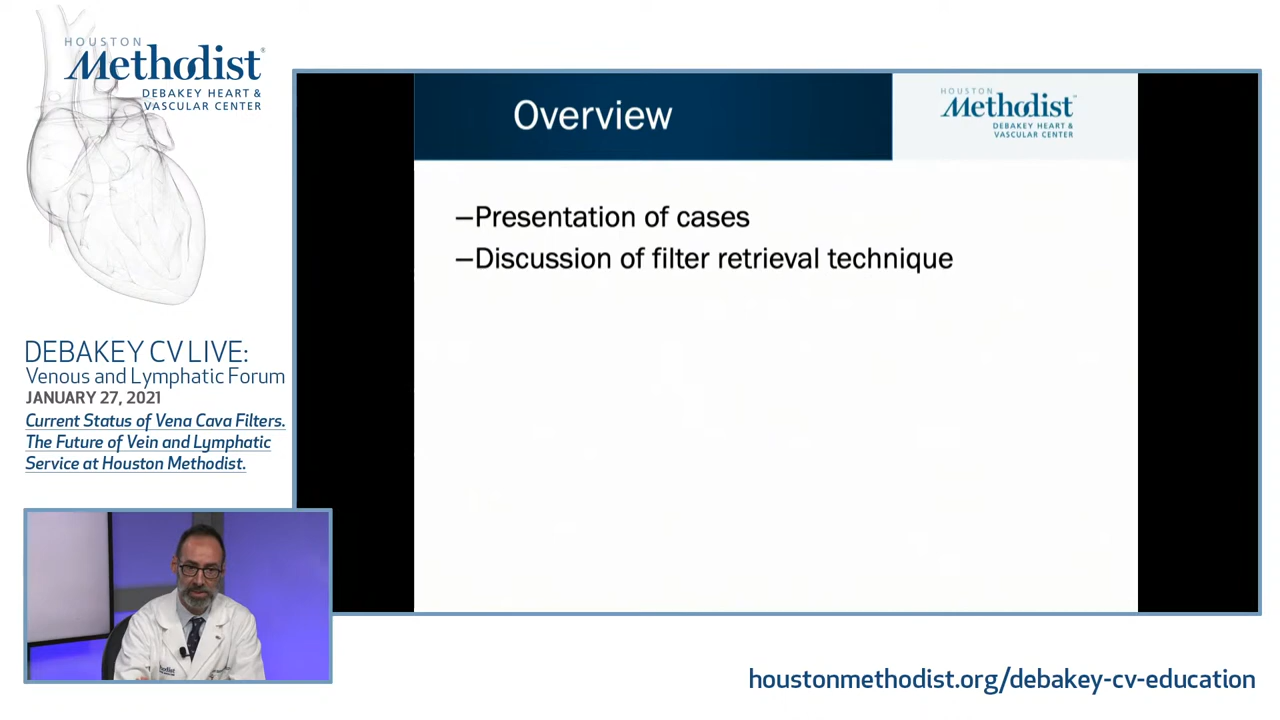 HOUSTON
Methodist®
DEBAKEY HEART &
VASCULAR CENTER
DEBAKEY CV LIVE:
Venous and Lymphatic Forum
JANUARY 27, 2021
Current Status of Vena Cava Filters.
The Future of Vein and Lymphatic
Service at Houston Methodist.
Overview
HOUSTON
Methodist
DEBAKEY HEART &
VASCULAR CENTER
–Presentation of cases
–Discussion of filter retrieval technique
houstonmethodist.org/debakey-cv-education